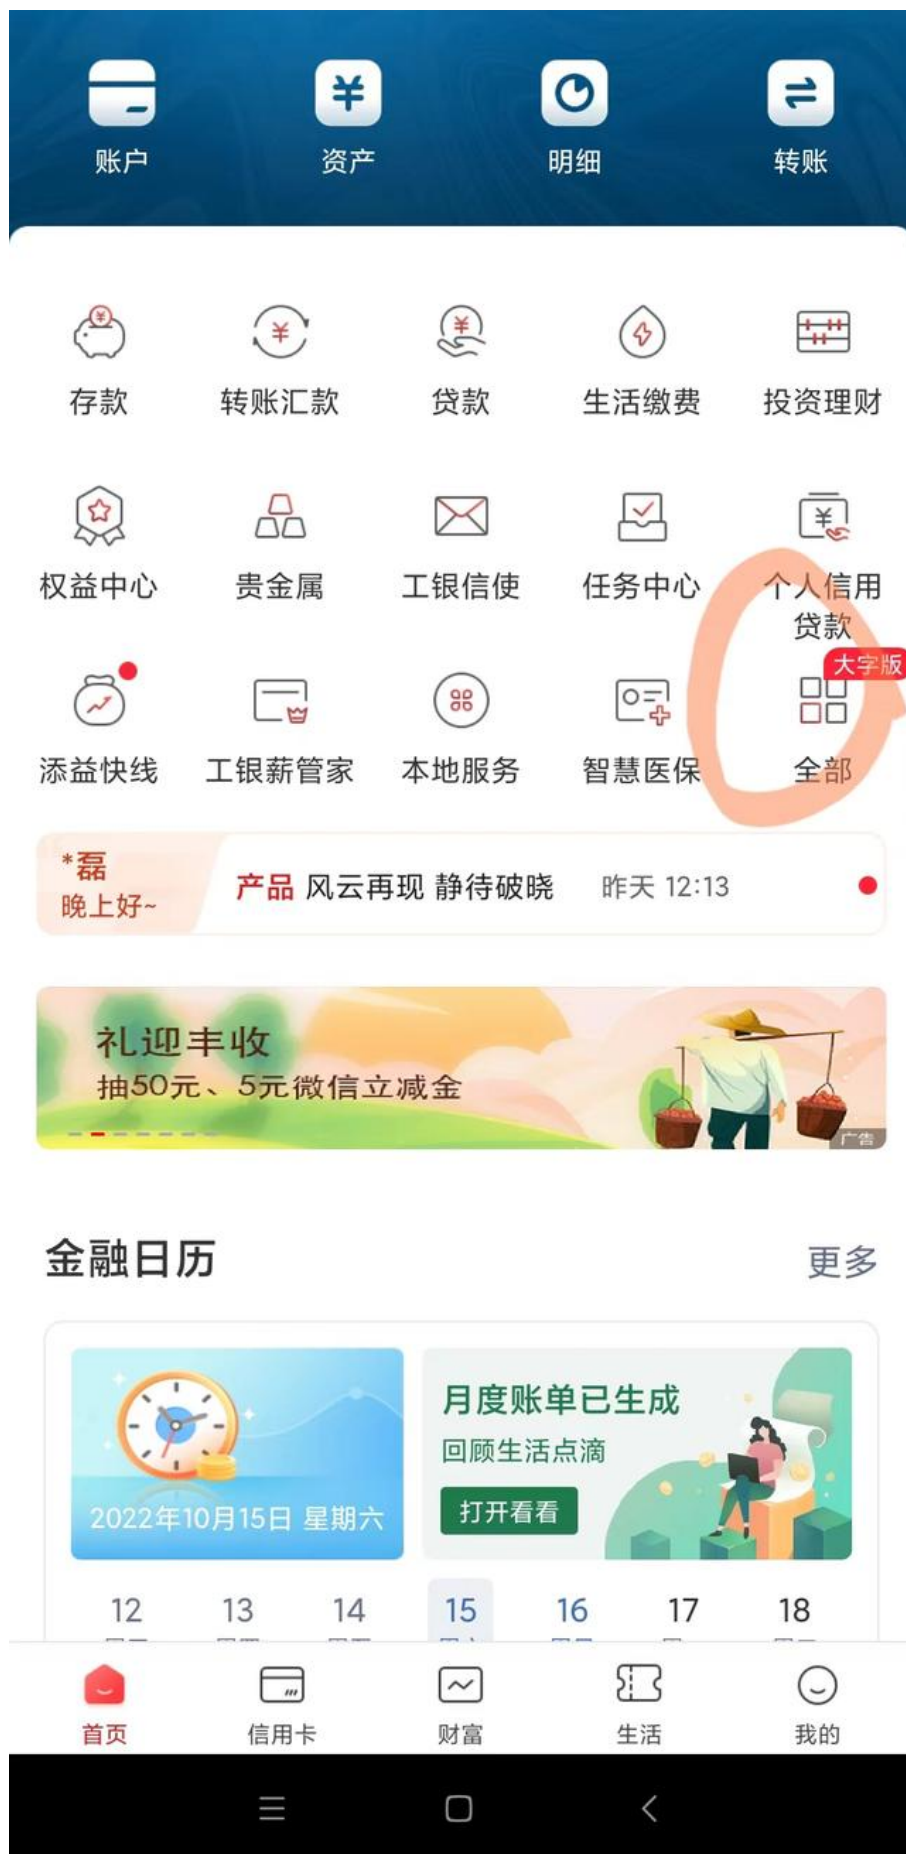 账户 资产 明细 转账
存款 转账汇款 贷款 生活缴费 投资理财
权益中心 贵金属 工银信使 任务中心 个人信用
贷款
大字版
添益快线 工银薪管家 本地服务 智慧医保 全部
*磊
晚上好~
产品 风云再现 静待破晓 昨天 12:13
礼迎丰收
抽50元、5元微信立减金
广告
金融日历 更多
月度账单已生成
回顾生活点滴
打开看看
2022年10月15日 星期六
12 13 14 15 16 17 18
首页 信用卡 财富 生活 我的